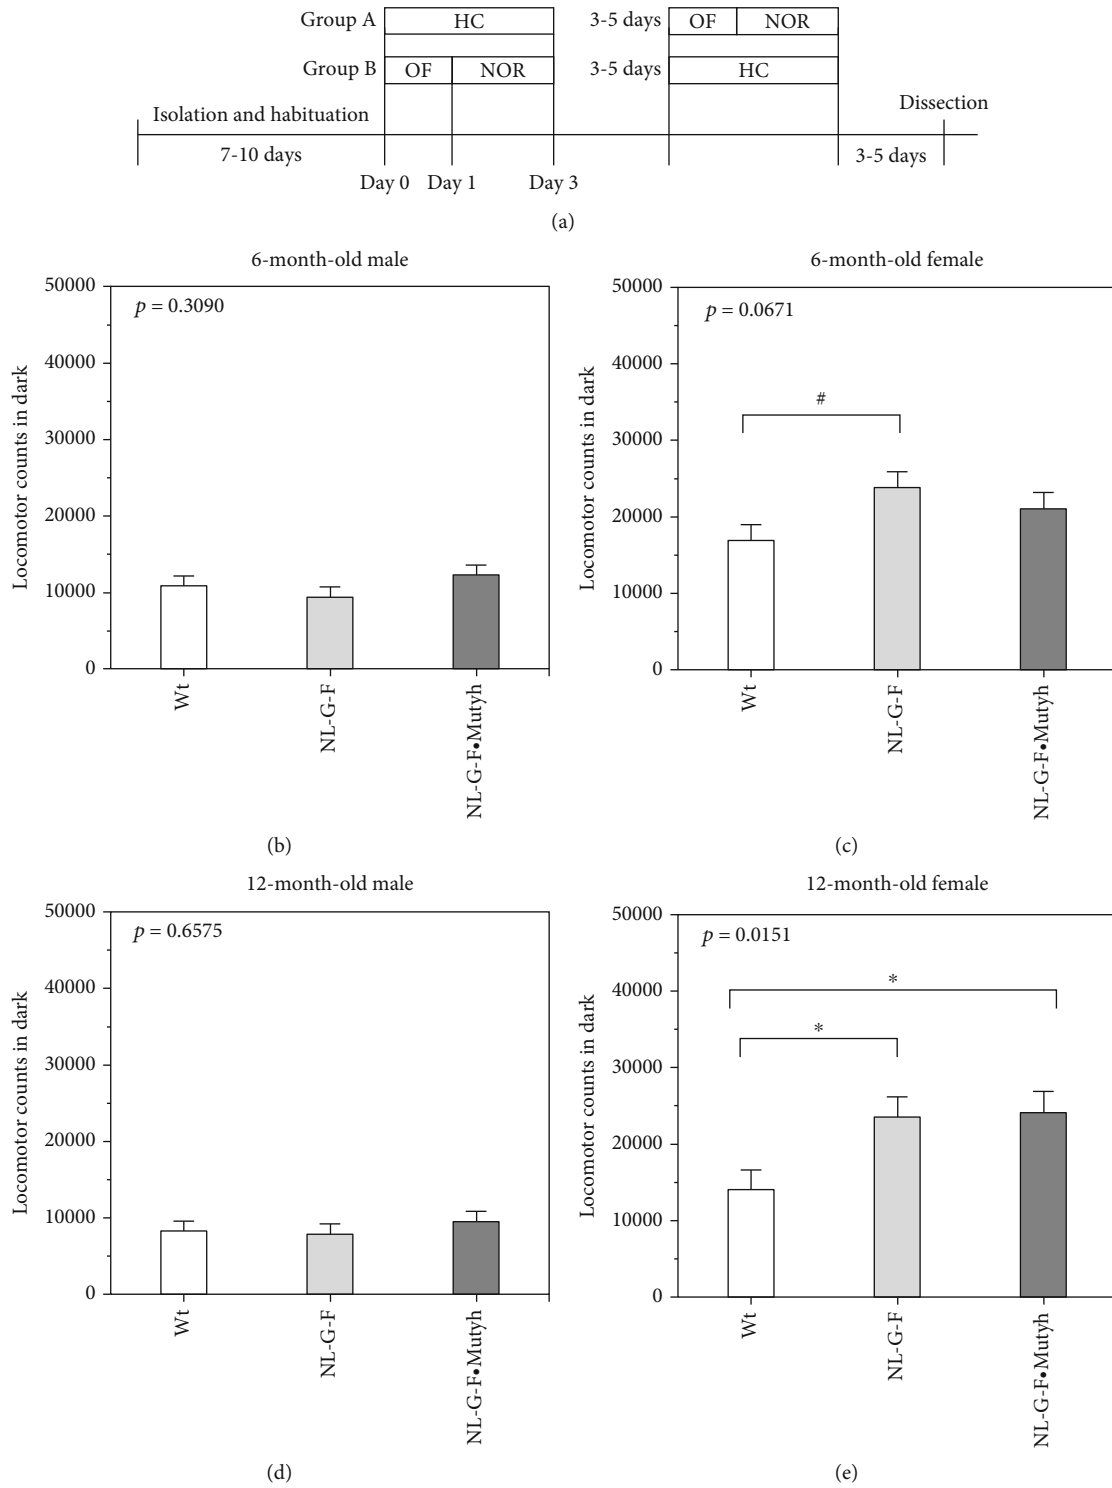 Group A HC 3-5 days OF NOR
Group B OF NOR 3-5 days HC
Isolation and habituation
Dissection
7-10 days
3-5 days
Day 0 Day 1 Day 3
(a)
6-month-old male
p = 0.3090
Locomotor counts in dark
50000
40000
30000
20000
10000
0
Wt
NL-G-F
NL-G-F•Mutyh
(b)
6-month-old female
p = 0.0671
#
Locomotor counts in dark
50000
40000
30000
20000
10000
0
Wt
NL-G-F
NL-G-F•Mutyh
(c)
12-month-old male
p = 0.6575
Locomotor counts in dark
50000
40000
30000
20000
10000
0
Wt
NL-G-F
NL-G-F•Mutyh
(d)
12-month-old female
p = 0.0151
*
*
Locomotor counts in dark
50000
40000
30000
20000
10000
0
Wt
NL-G-F
NL-G-F•Mutyh
(e)